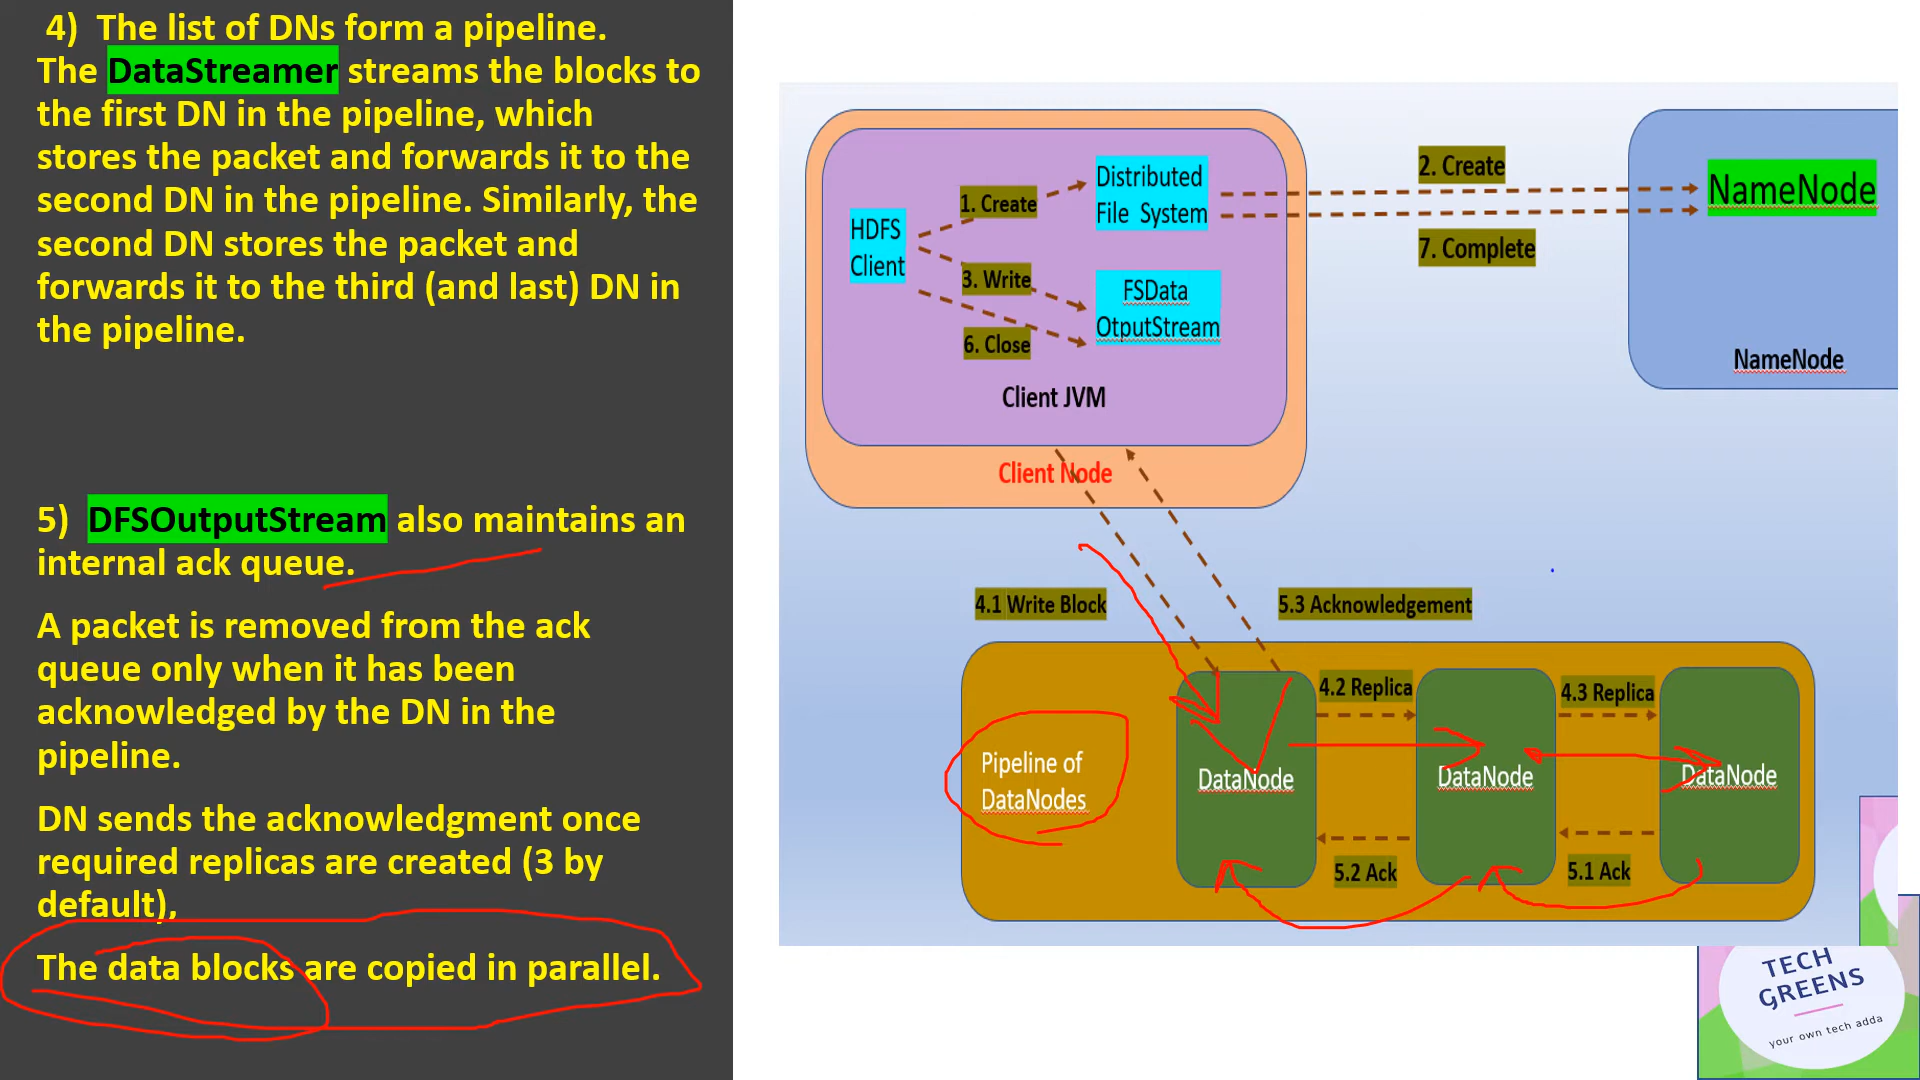 4) The list of DNs form a pipeline.
The DataStreamer streams the blocks to
the first DN in the pipeline, which
stores the packet and forwards it to the
second DN in the pipeline. Similarly, the
second DN stores the packet and
forwards it to the third (and last) DN in
the pipeline.
5) DFSOutputStream also maintains an
internal ack queue.
A packet is removed from the ack
queue only when it has been
acknowledged by the DN in the
pipeline.
DN sends the acknowledgment once
required replicas are created (3 by
default),
The data blocks are copied in parallel.
HDFS
Client
1. Create
3. Write
6. Close
Distributed
File System
FSData
OtputStream
Client JVM
Client Node
2. Create
7. Complete
NameNode
NameNode
4.1 Write Block
5.3 Acknowledgement
Pipeline of
DataNodes
DataNode
4.2 Replica
5.2 Ack
DataNode
4.3 Replica
5.1 Ack
DataNode
TECH
GREENS
your own tech adda